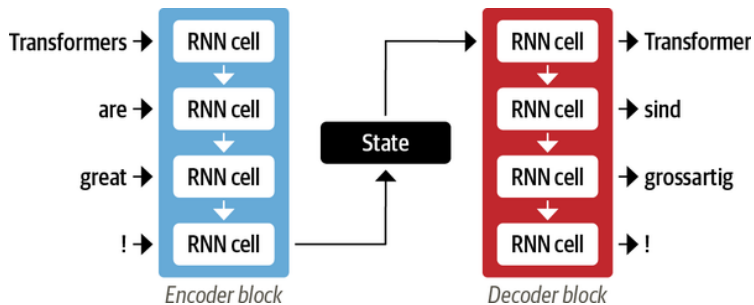 Transformers RNN cell RNN cell Transformer
are RNN cell RNN cell sind
State
great RNN cell RNN cell grossartig
! RNN cell RNN cell !
Encoder block Decoder block